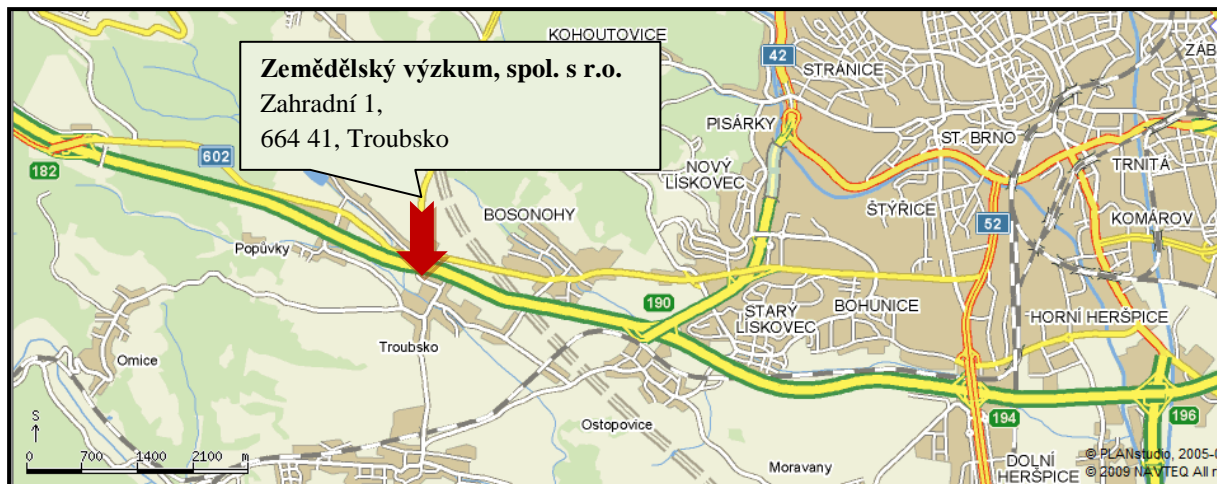 Zemědělský výzkum, spol. s r.o.
Zahradní 1,
664 41, Troubsko
KOHOUTOVICE
42
STRÁNICE
ZÁB
PISÁRKY
ST. BRNO
TRNITÁ
182
602
NOVÝ
LÍSKOVEC
ŠTÝŘICE
52
KOMÁROV
BOSONOHY
Popůvky
190
STARÝ
LÍSKOVEC
BOHUNICE
HORNÍ HERŠPICE
Troubsko
Omice
Ostopovice
194
196
S
0 700 1400 2100 m
Moravany
DOLNÍ
HERŠPICE
© PLANstudio, 2005-0
© 2009 NAVTEQ All r